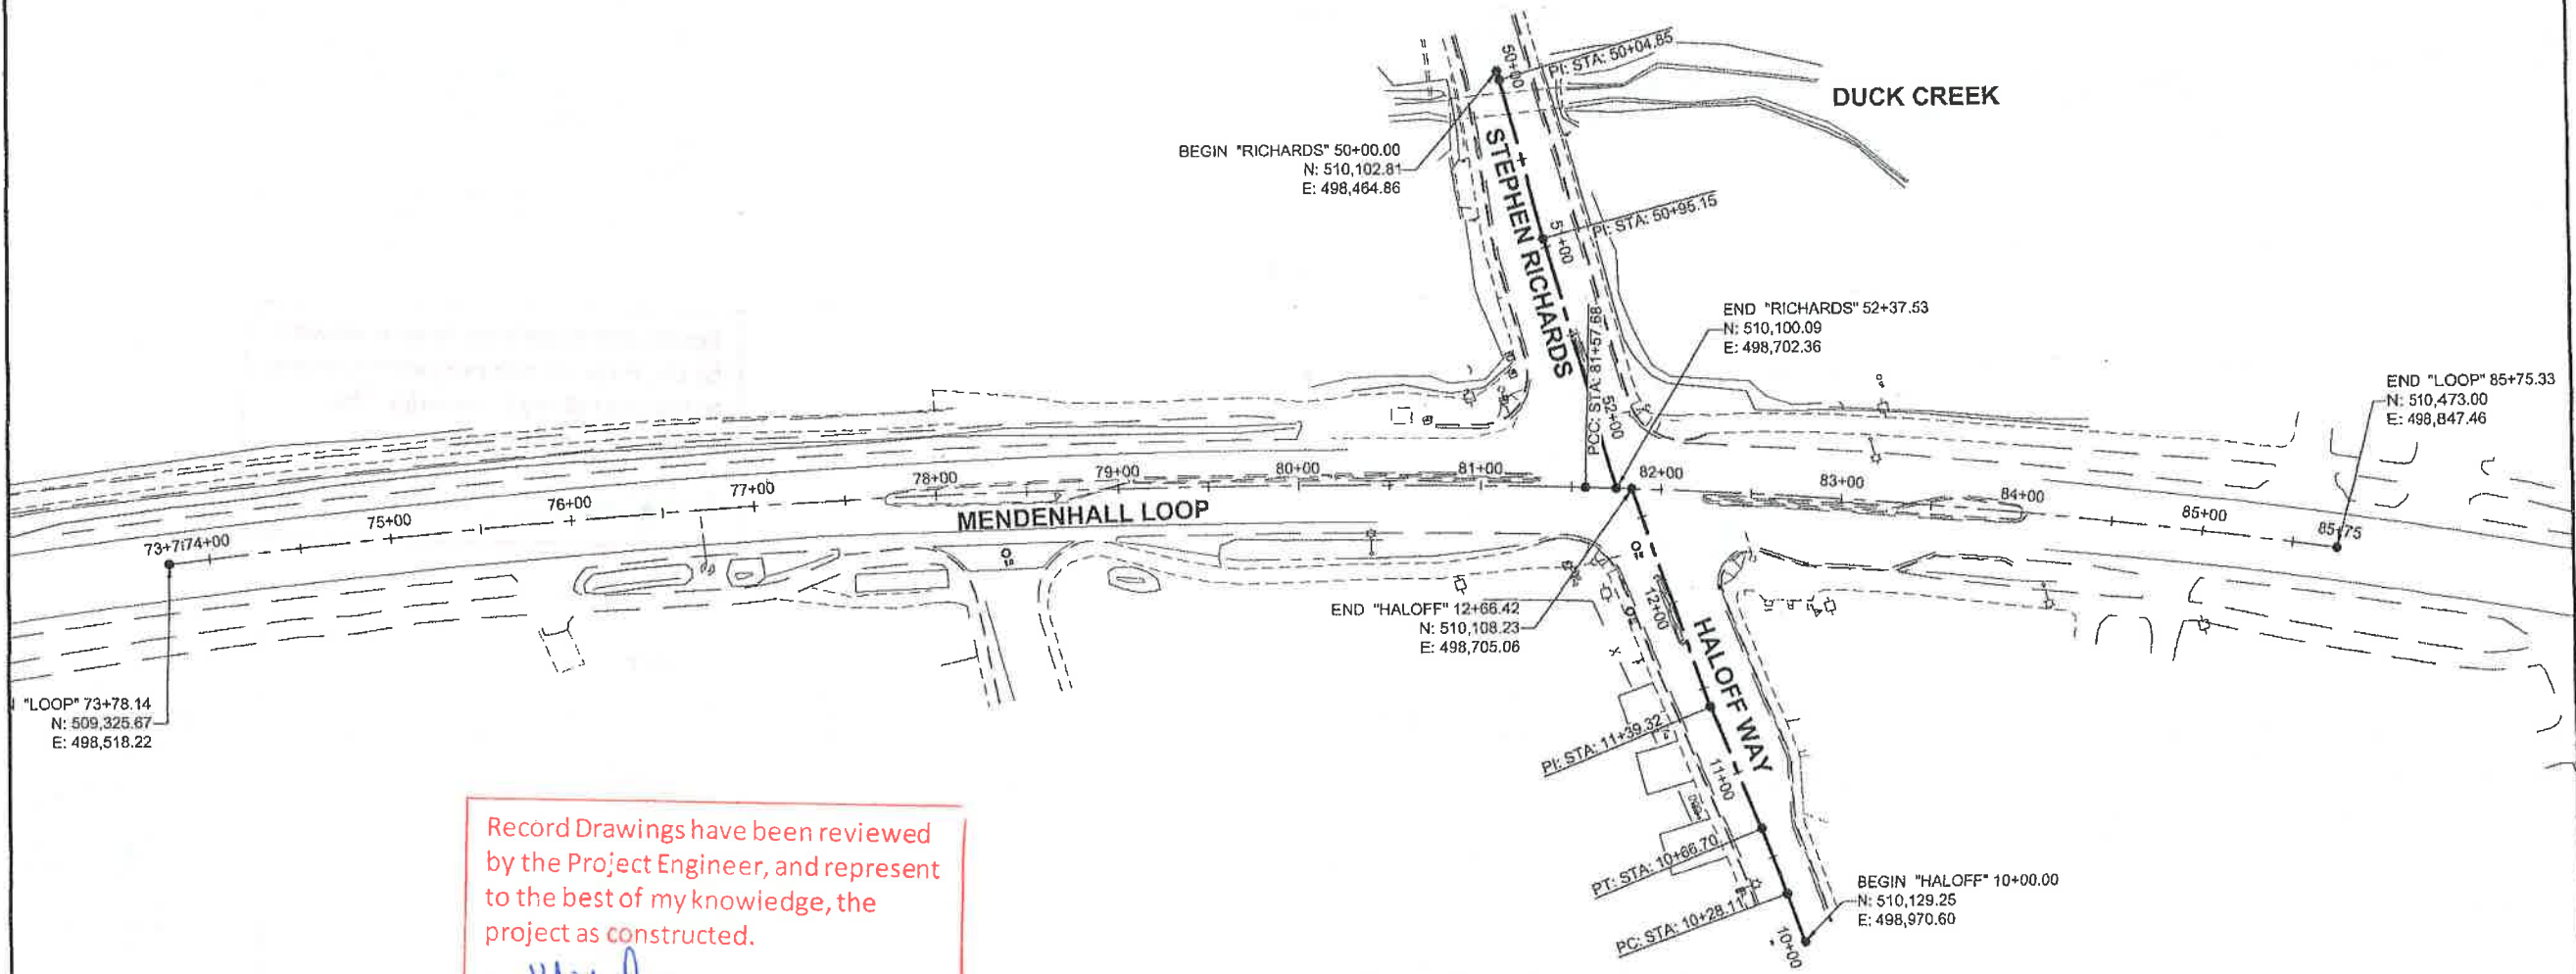 50+00
PI: STA: 50+04.85
DUCK CREEK
BEGIN "RICHARDS" 50+00.00
N: 510,102.81
E: 498,464.86
STEPHEN RICHARDS
PI: STA: 50+95.15
51+00
END "RICHARDS" 52+37.53
N: 510,100.09
E: 498,702.36
PCC: STA: 81+57.68
52+00
END "LOOP" 85+75.33
N: 510,473.00
E: 498,847.46
73+7
74+00
75+00
76+00
77+00
78+00
79+00
80+00
81+00
82+00
83+00
84+00
85+00
85+75
MENDENHALL LOOP
"LOOP" 73+78.14
N: 509,325.67
E: 498,518.22
END "HALOFF" 12+66.42
N: 510,108.23
E: 498,705.06
12+00
HALOFF WAY
PI: STA: 11+39.32
11+00
PT: STA: 10+66.70
PC: STA: 10+28.11
10+00
BEGIN "HALOFF" 10+00.00
N: 510,129.25
E: 498,970.60
Record Drawings have been reviewed
by the Project Engineer, and represent
to the best of my knowledge, the
project as constructed.